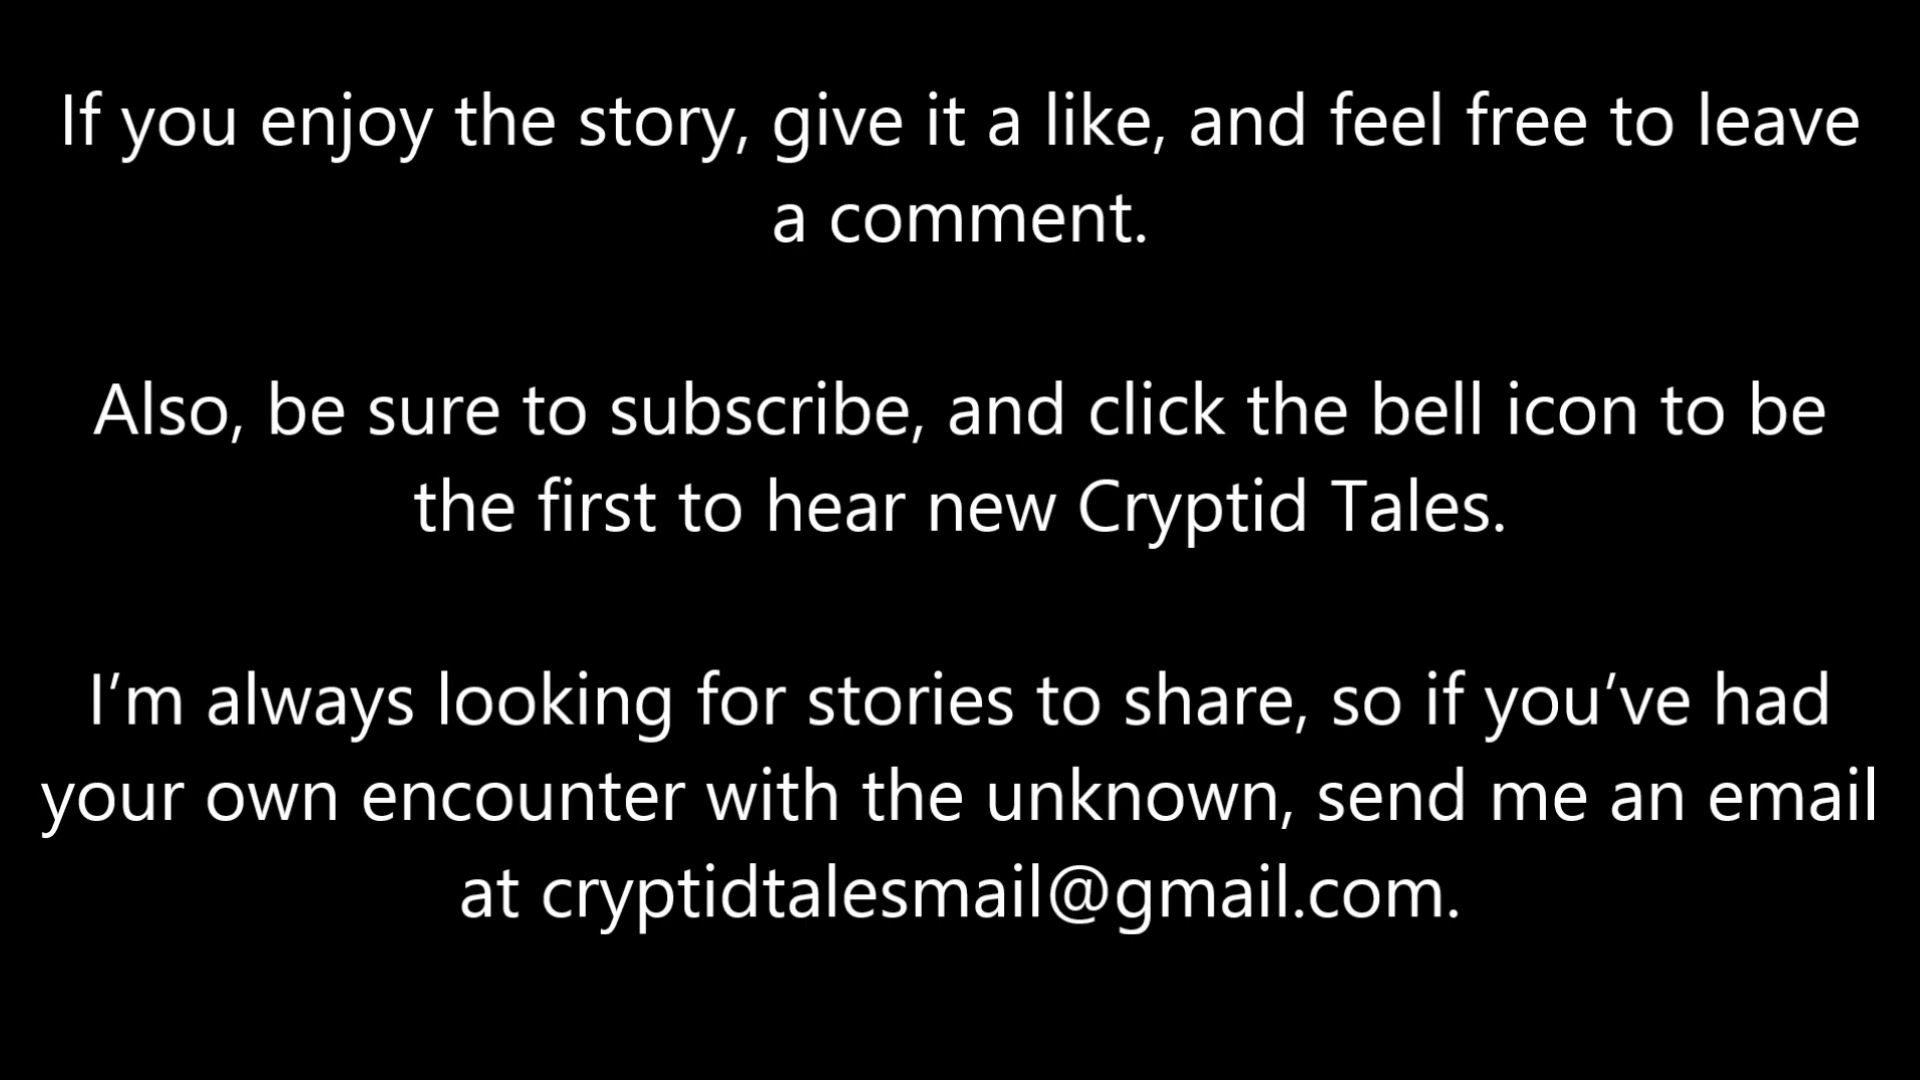 If you enjoy the story, give it a like, and feel free to leave
a comment.
Also, be sure to subscribe, and click the bell icon to be
the first to hear new Cryptid Tales.
I’m always looking for stories to share, so if you’ve had
your own encounter with the unknown, send me an email
at cryptidtalesmail@gmail.com.